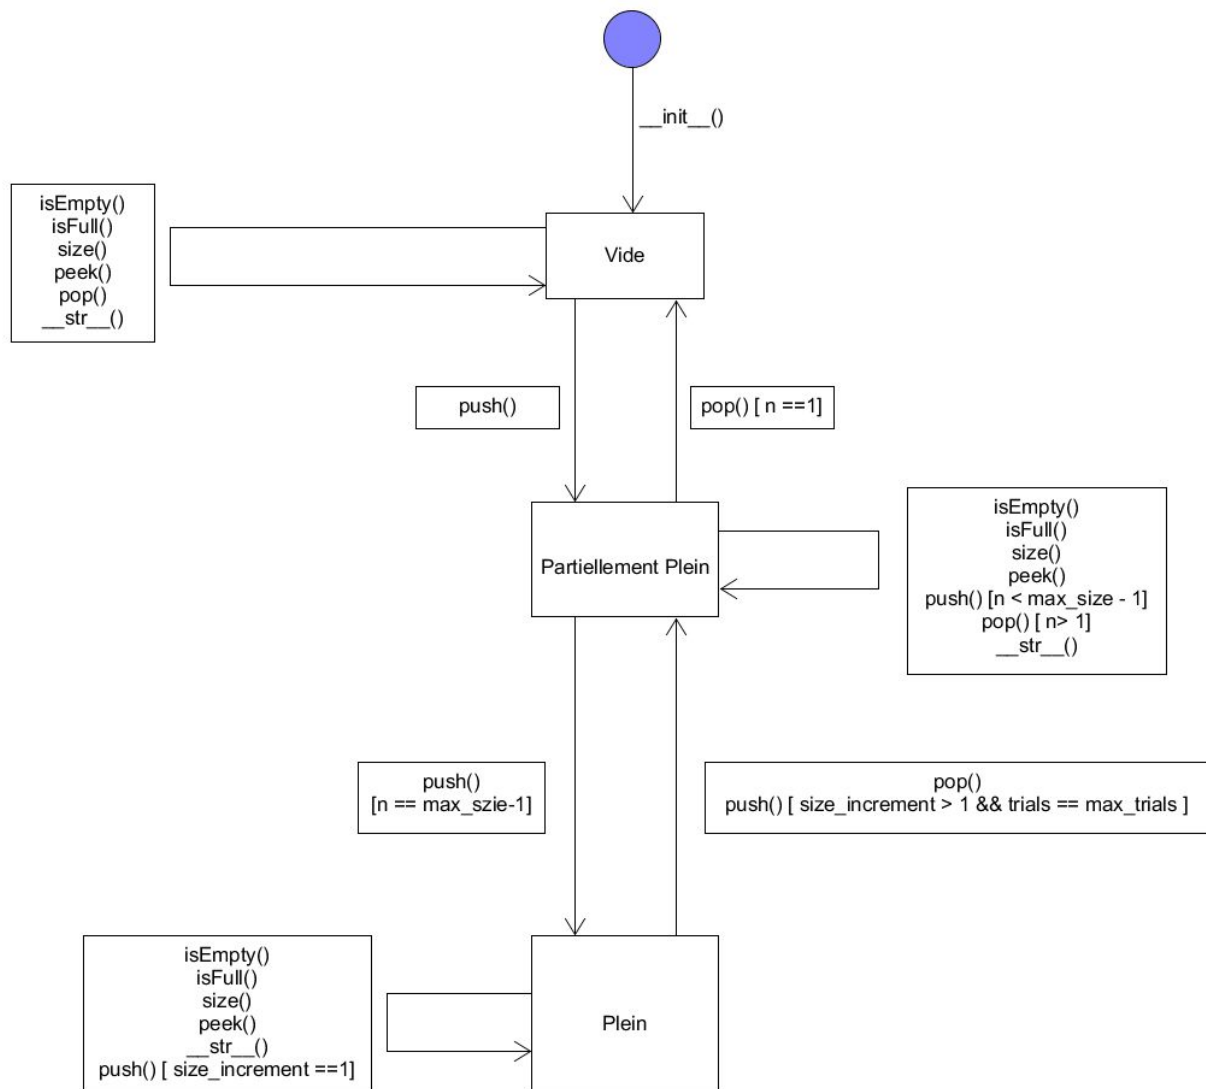 __init__()
isEmpty()
isFull()
size()
peek()
pop()
__str__()
Vide
push()
pop() [ n ==1]
Partiellement Plein
isEmpty()
isFull()
size()
peek()
push() [n < max_size - 1]
pop() [ n> 1]
__str__()
push()
[n == max_szie-1]
pop()
push() [ size_increment > 1 && trials == max_trials ]
isEmpty()
isFull()
size()
peek()
__str__()
push() [ size_increment ==1]
Plein